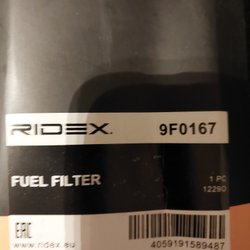 RIDEX. 9F0167
FUEL FILTER
1 PC
12290
EAC
www.ridex.eu
4059191589487